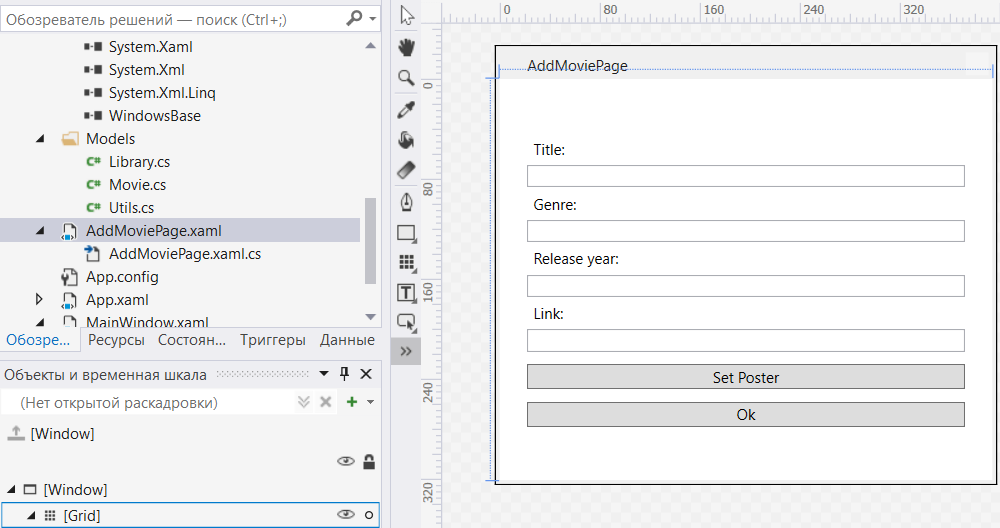 Обозреватель решений — поиск (Ctrl+;)
System.Xaml
System.Xml
System.Xml.Linq
WindowsBase
Models
C# Library.cs
C# Movie.cs
C# Utils.cs
AddMoviePage.xaml
AddMoviePage.xaml.cs
App.config
App.xaml
MainWindow.xaml
Обозре... Ресурсы Состоян... Триггеры Данные
Объекты и временная шкала
(Нет открытой раскадровки)
[Window]
[Window]
[Grid]
0 80 160 240 320
0
80
160
240
320
AddMoviePage
Title:
Genre:
Release year:
Link:
Set Poster
Ok